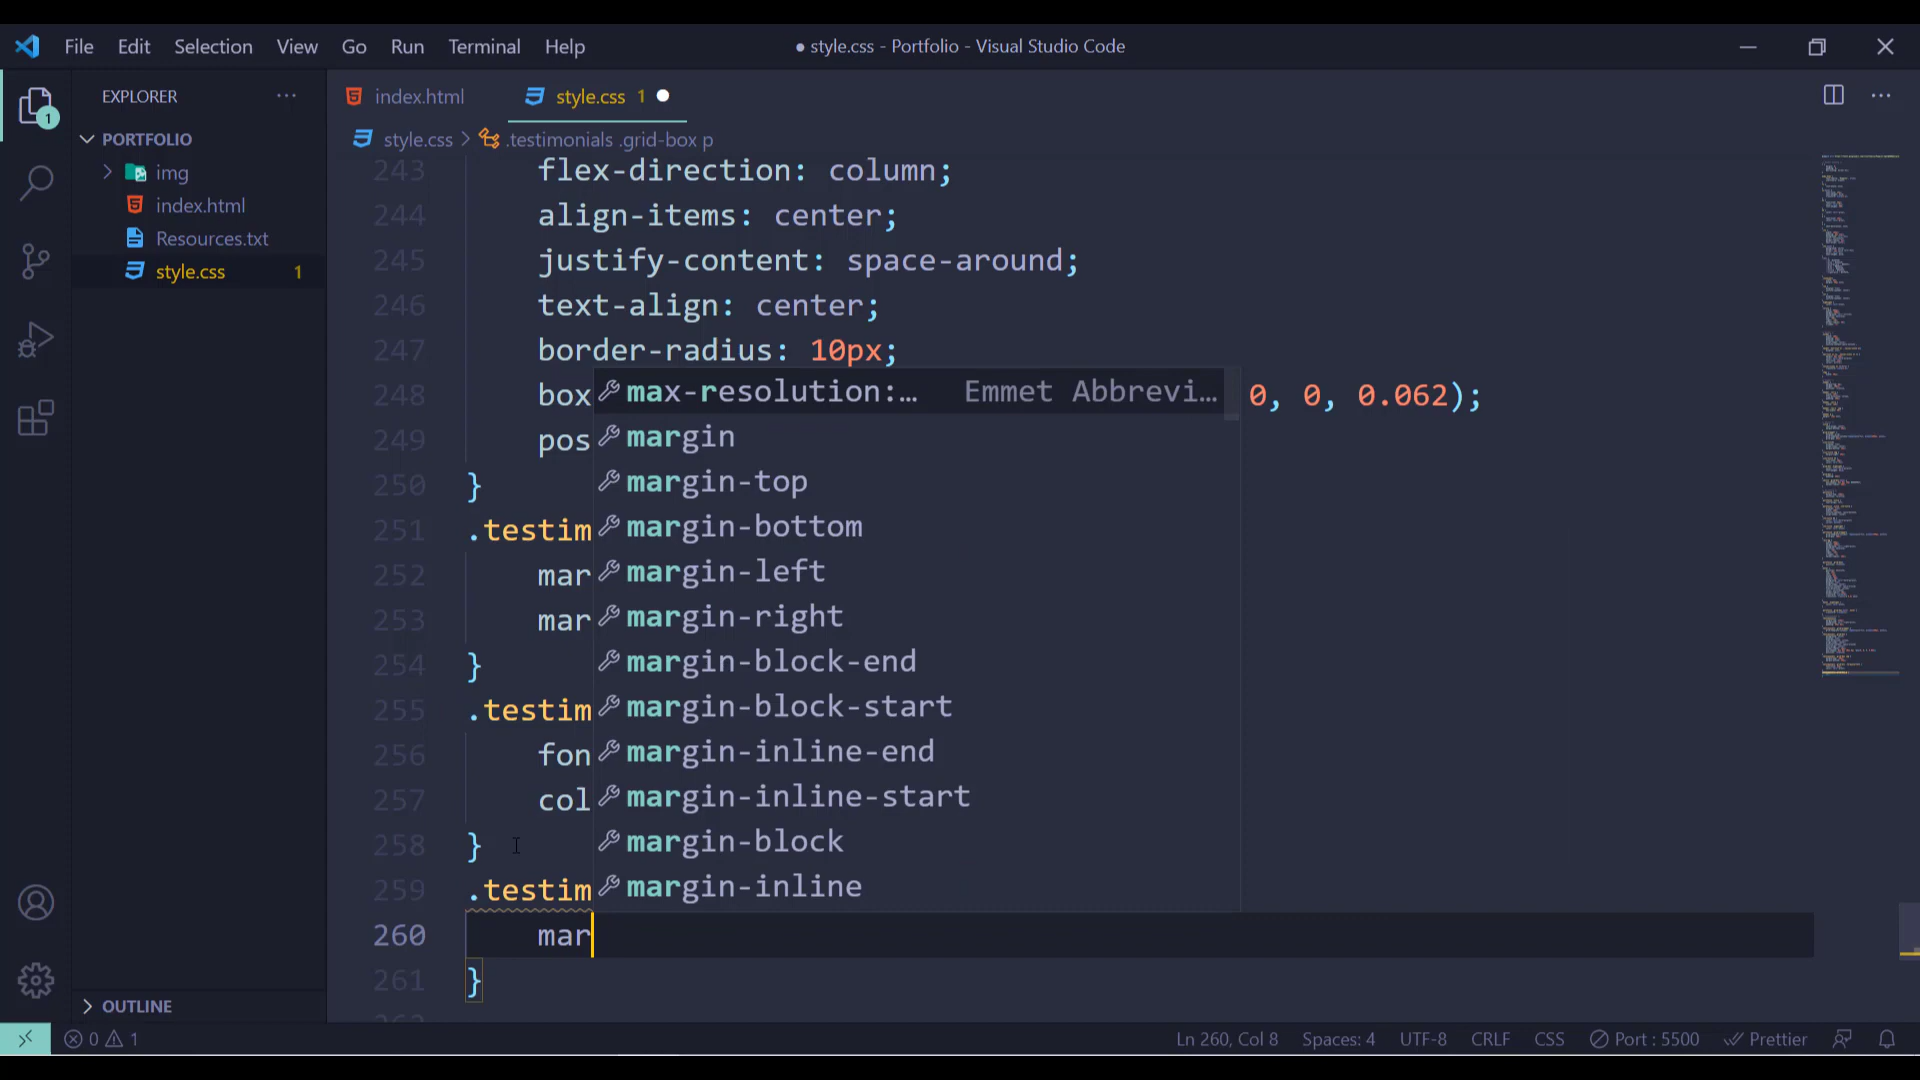 File Edit Selection View Go Run Terminal Help
● style.css - Portfolio - Visual Studio Code
EXPLORER
1
PORTFOLIO
img
index.html
Resources.txt
style.css 1
OUTLINE
index.html
style.css 1
style.css > .testimonials .grid-box p
243 flex-direction: column;
244 align-items: center;
245 justify-content: space-around;
246 text-align: center;
247 border-radius: 10px;
248 box 0, 0, 0.062);
249 pos
250 }
251 .testim
252 mar
253 mar
254 }
255 .testim
256 fon
257 col
258 }
259 .testim
260 mar
261 }
max-resolution:… Emmet Abbrevi…
margin
margin-top
margin-bottom
margin-left
margin-right
margin-block-end
margin-block-start
margin-inline-end
margin-inline-start
margin-block
margin-inline
0 1
Ln 260, Col 8 Spaces: 4 UTF-8 CRLF CSS Port : 5500 Prettier